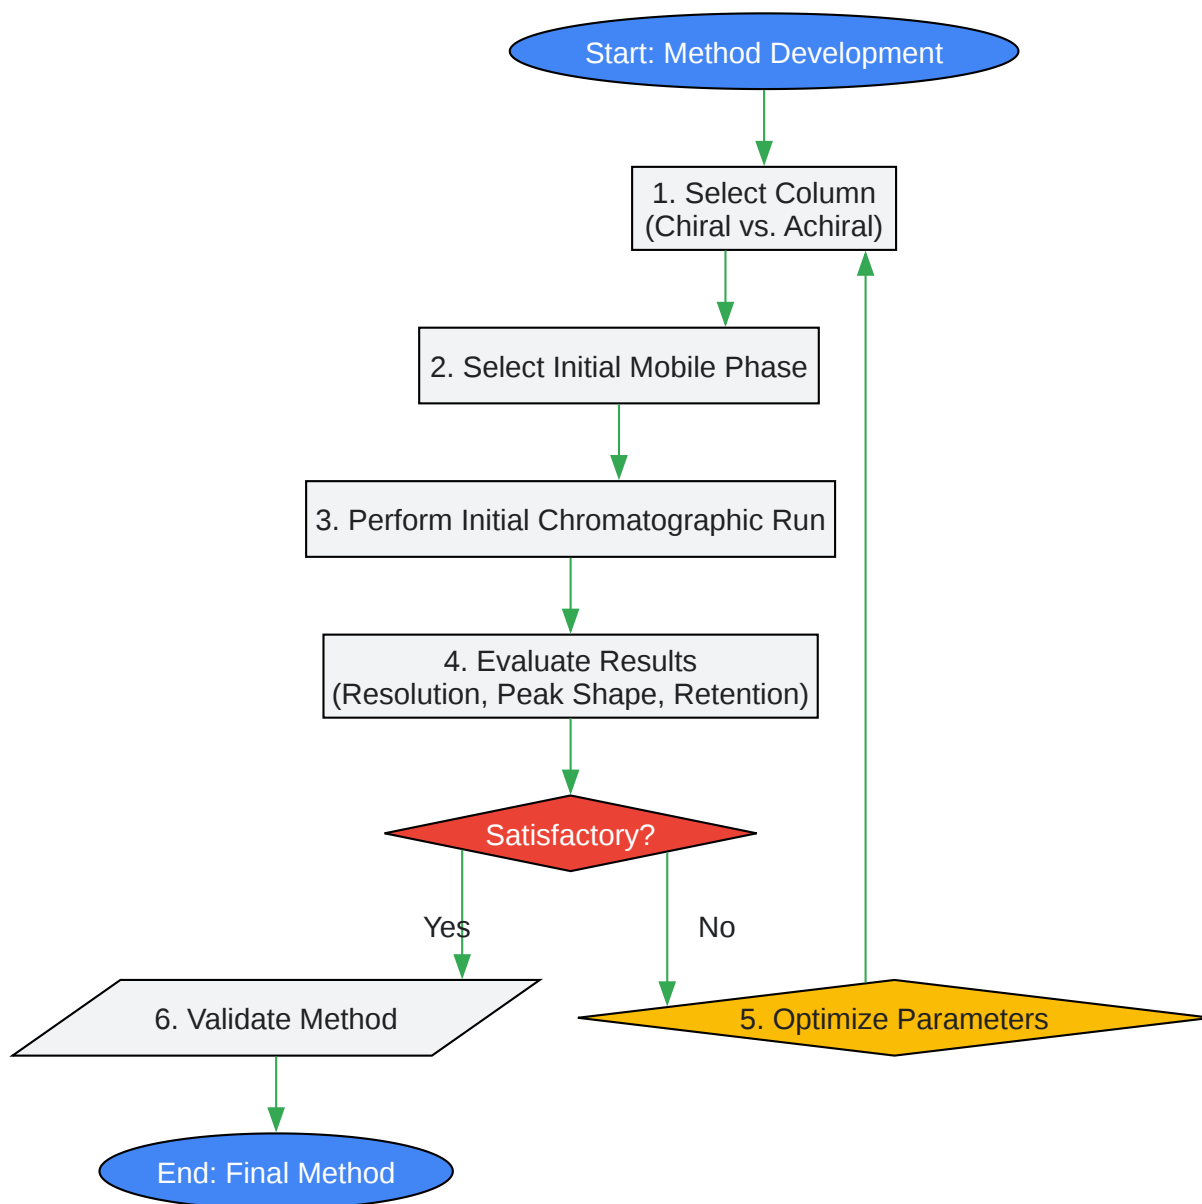 Start: Method Development
1. Select Column
(Chiral vs. Achiral)
2. Select Initial Mobile Phase
3. Perform Initial Chromatographic Run
4. Evaluate Results
(Resolution, Peak Shape, Retention)
Satisfactory?
Yes
No
6. Validate Method
5. Optimize Parameters
End: Final Method